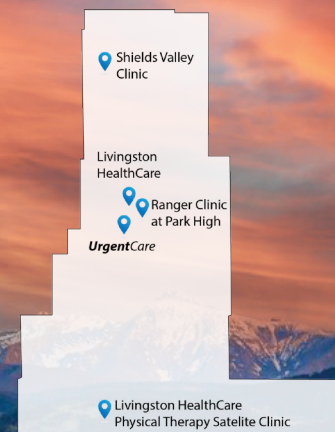 Shields Valley
Clinic
Livingston
HealthCare
Ranger Clinic
at Park High
UrgentCare
Livingston HealthCare
Physical Therapy Satelite Clinic